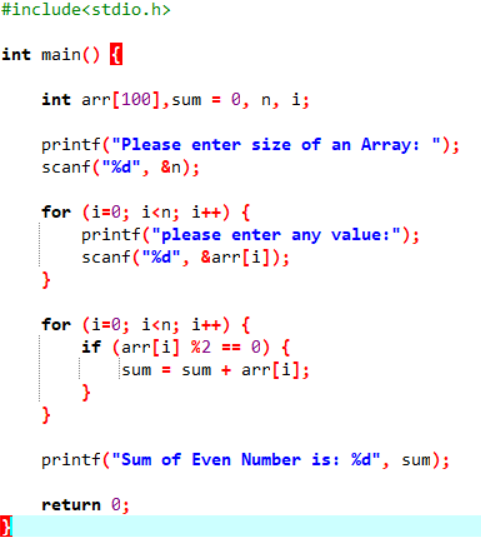 #include<stdio.h>
int main() {
int arr[100],sum = 0, n, i;
printf("Please enter size of an Array: ");
scanf("%d", &n);
for (i=0; i<n; i++) {
printf("please enter any value:");
scanf("%d", &arr[i]);
}
for (i=0; i<n; i++) {
if (arr[i] %2 == 0) {
sum = sum + arr[i];
}
}
printf("Sum of Even Number is: %d", sum);
return 0;
}